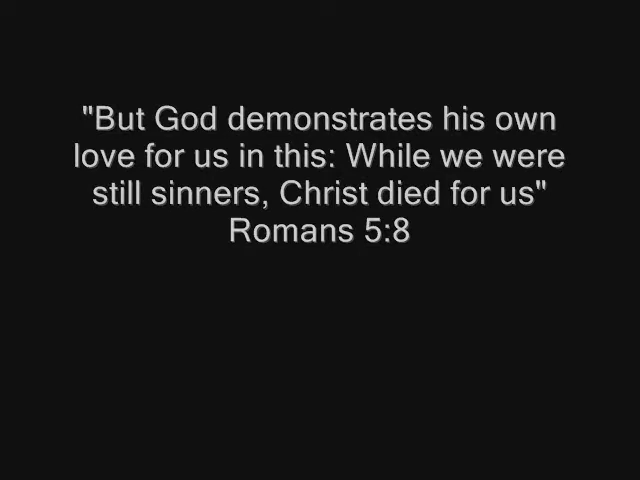 "But God demonstrates his own
love for us in this: While we were
still sinners, Christ died for us"
Romans 5:8